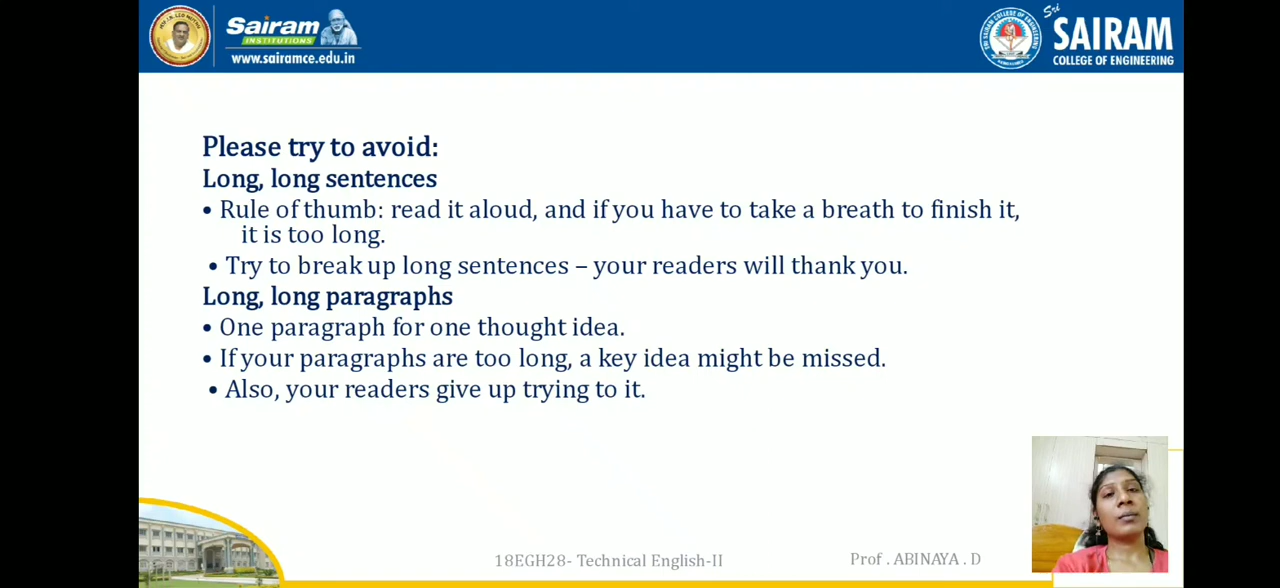 Sairam
INSTITUTIONS
www.sairamce.edu.in
Sri
SAIRAM
COLLEGE OF ENGINEERING
Please try to avoid:
Long, long sentences
• Rule of thumb: read it aloud, and if you have to take a breath to finish it,
it is too long.
• Try to break up long sentences – your readers will thank you.
Long, long paragraphs
• One paragraph for one thought idea.
• If your paragraphs are too long, a key idea might be missed.
• Also, your readers give up trying to it.
18EGH28- Technical English-II
Prof . ABINAYA . D